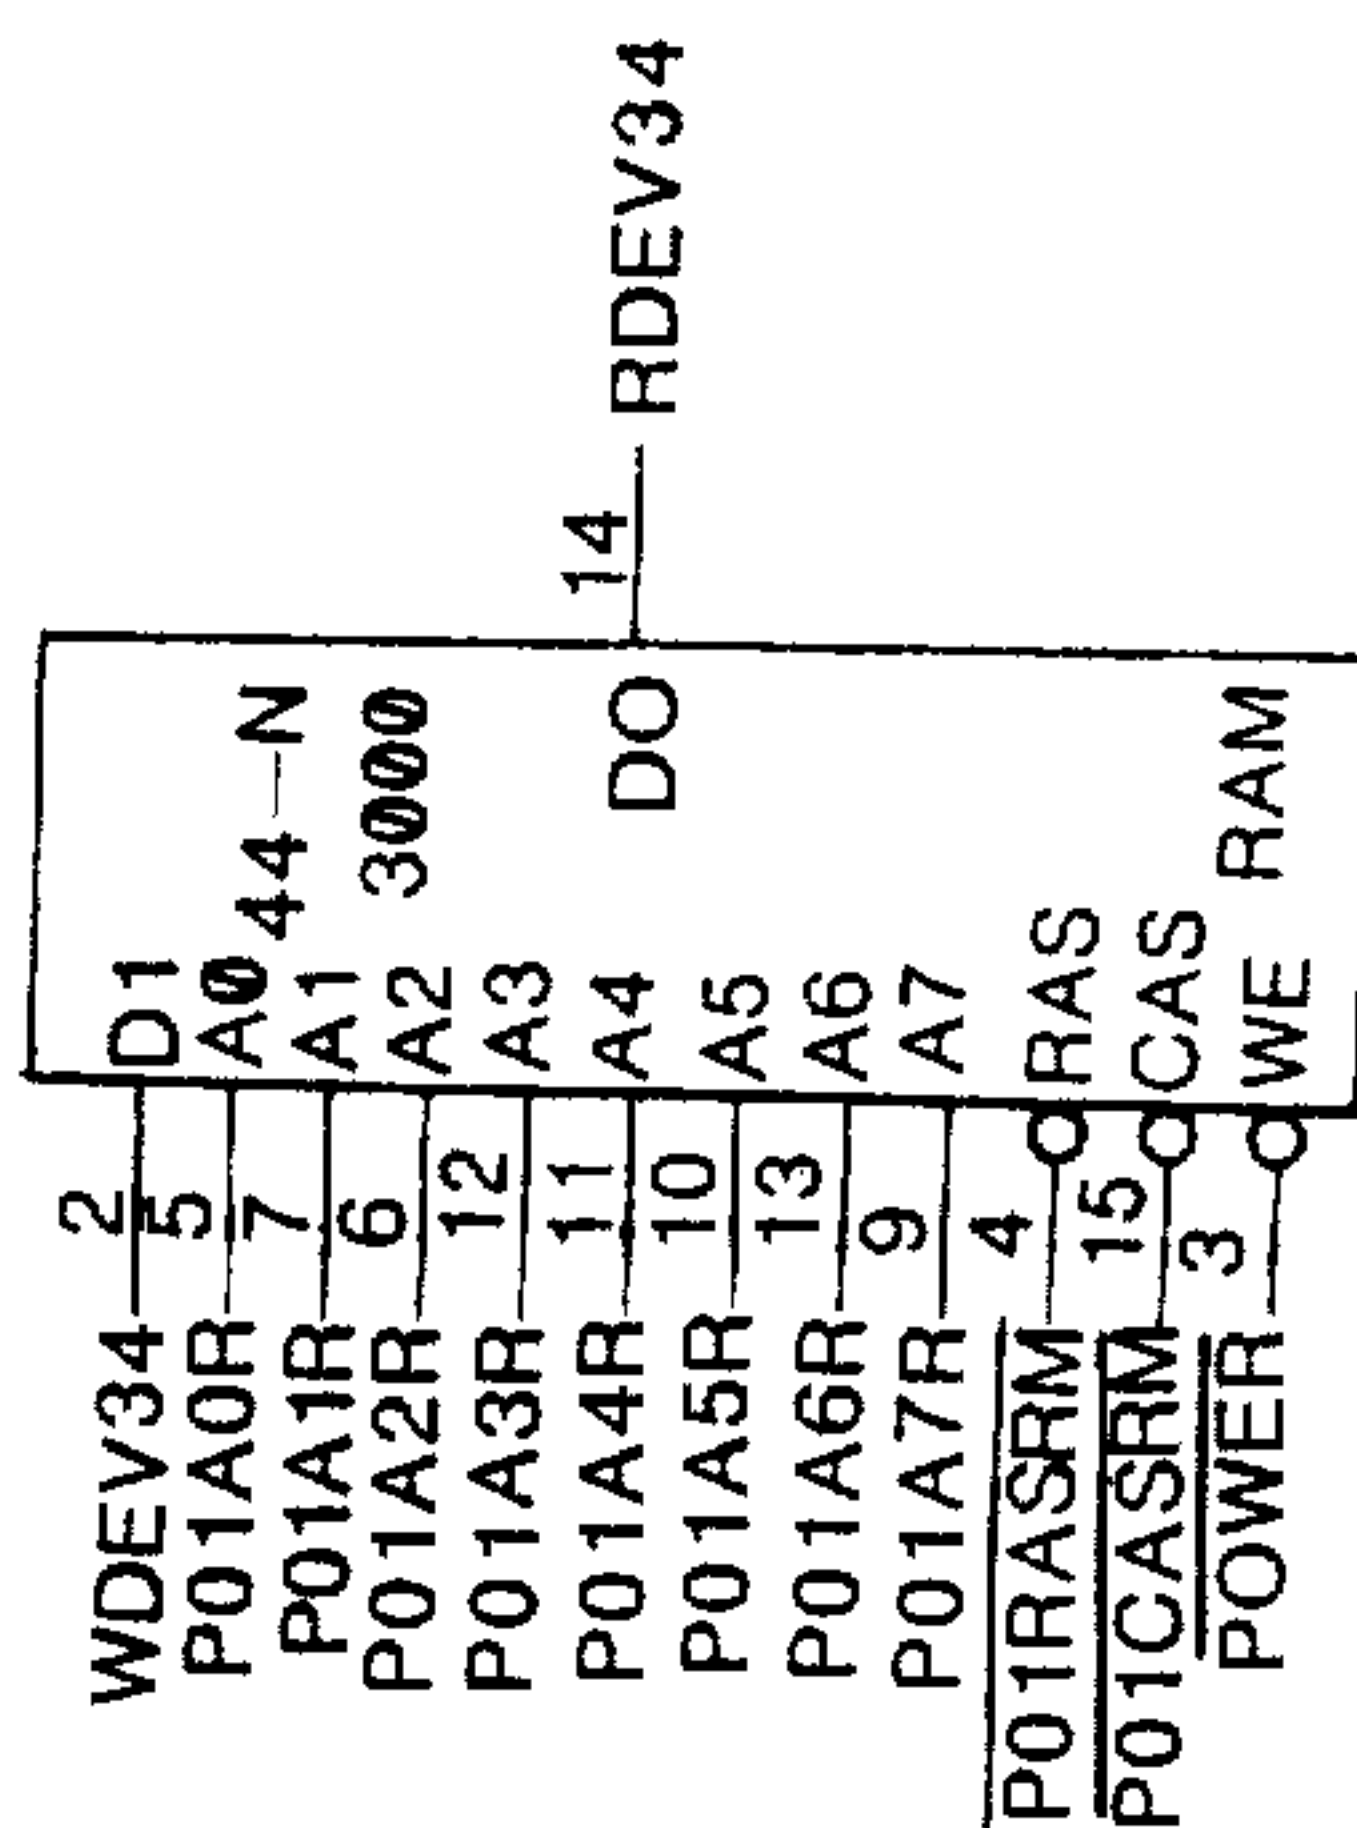 WDEV34 2 D1
P01A0R 5 A0 44-N
P01A1R 7 A1
P01A2R 6 A2 3000
P01A3R 12 A3
P01A4R 11 A4 DO 14 RDEV34
P01A5R 10 A5
P01A6R 13 A6
P01A7R 9 A7
P01RASRM 4 RAS
P01CASRM 15 CAS
POWER 3 WE RAM